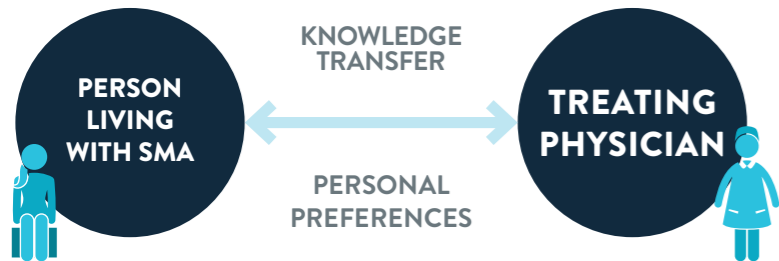 PERSON
LIVING
WITH SMA
KNOWLEDGE
TRANSFER
PERSONAL
PREFERENCES
TREATING
PHYSICIAN